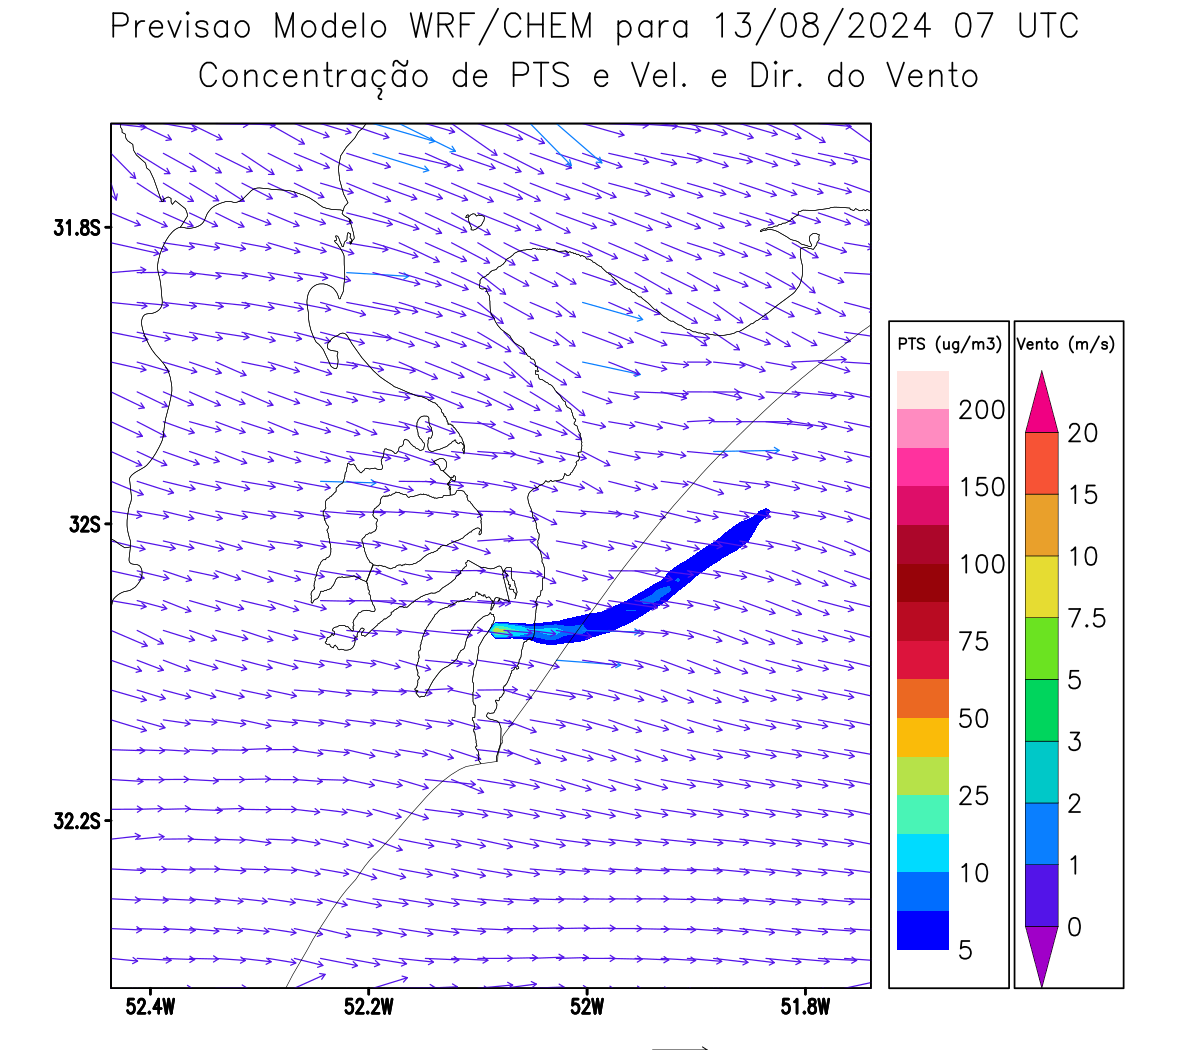 Previsao Modelo WRF/CHEM para 13/08/2024 07 UTC
Concentração de PTS e Vel. e Dir. do Vento
31.8S
32S
32.2S
52.4W 52.2W 52W 51.8W
PTS (ug/m3)
200
150
100
75
50
25
10
5
Vento (m/s)
20
15
10
7.5
5
3
2
1
0